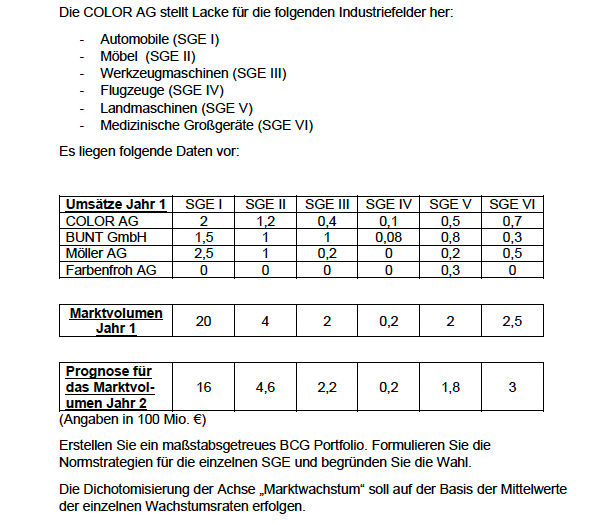 Die COLOR AG stellt Lacke für die folgenden Industriefelder her:
- Automobile (SGE I)
- Möbel (SGE II)
- Werkzeugmaschinen (SGE III)
- Flugzeuge (SGE IV)
- Landmaschinen (SGE V)
- Medizinische Großgeräte (SGE VI)
Es liegen folgende Daten vor:
Umsätze Jahr 1 SGE I SGE II SGE III SGE IV SGE V SGE VI
COLOR AG 2 1,2 0,4 0,1 0,5 0,7
BUNT GmbH 1,5 1 1 0,08 0,8 0,3
Möller AG 2,5 1 0,2 0 0,2 0,5
Farbenfroh AG 0 0 0 0 0,3 0
Marktvolumen
Jahr 1 20 4 2 0,2 2 2,5
Prognose für
das Marktvol- 16 4,6 2,2 0,2 1,8 3
umen Jahr 2
(Angaben in 100 Mio. €)
Erstellen Sie ein maßstabsgetreues BCG Portfolio. Formulieren Sie die
Normstrategien für die einzelnen SGE und begründen Sie die Wahl.
Die Dichotomisierung der Achse „Marktwachstum“ soll auf der Basis der Mittelwerte
der einzelnen Wachstumsraten erfolgen.